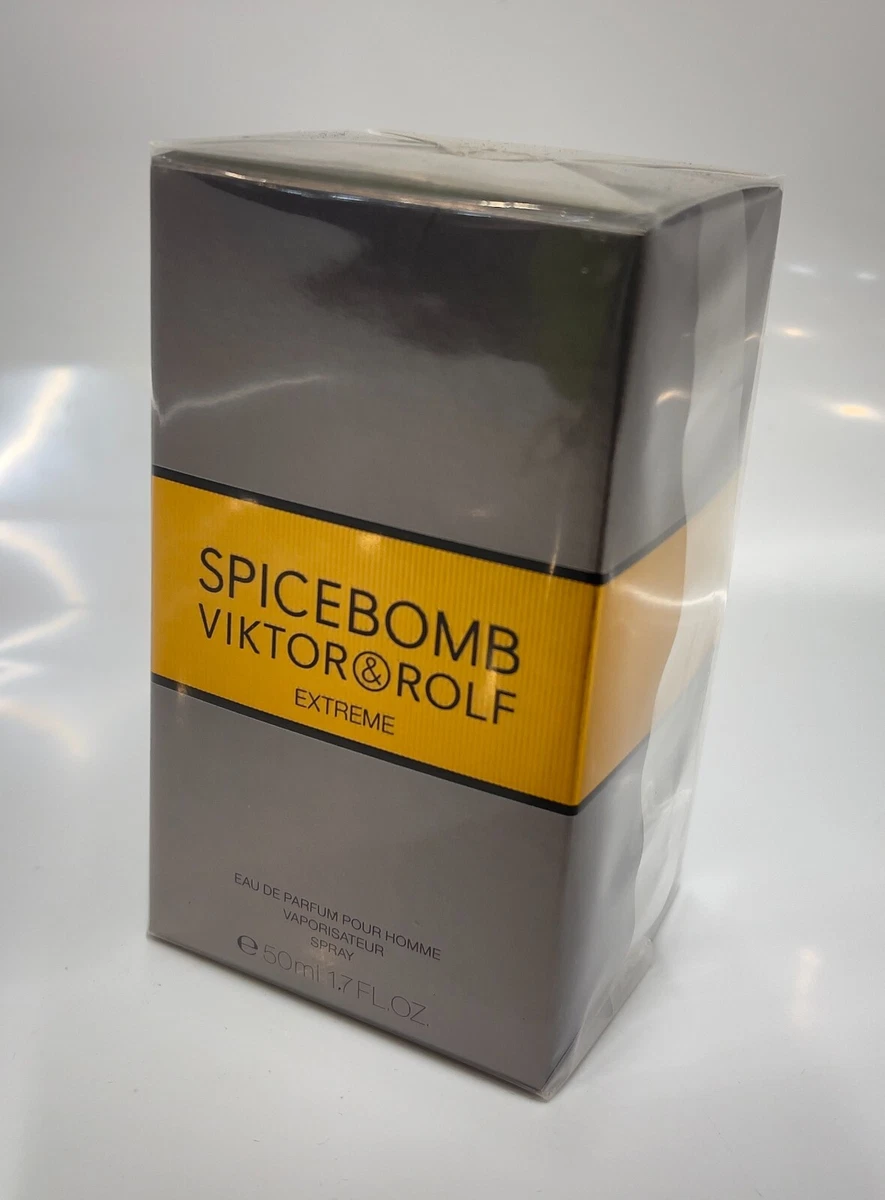 SPICEBOMB
VIKTOR&ROLF
EXTREME
EAU DE PARFUM POUR HOMME
VAPORISATEUR
SPRAY
℮ 50ml 1.7 FL.OZ.